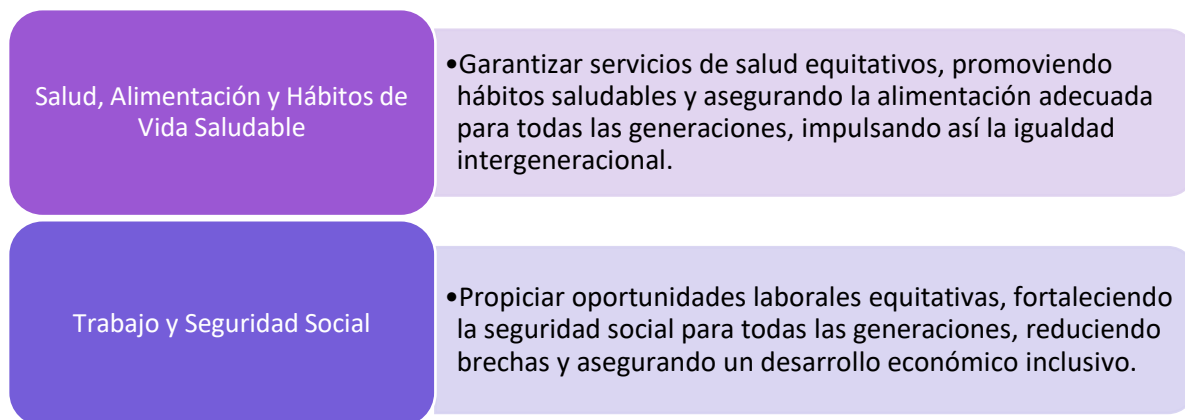 Salud, Alimentación y Hábitos de
Vida Saludable
•Garantizar servicios de salud equitativos, promoviendo
hábitos saludables y asegurando la alimentación adecuada
para todas las generaciones, impulsando así la igualdad
intergeneracional.
Trabajo y Seguridad Social
•Propiciar oportunidades laborales equitativas, fortaleciendo
la seguridad social para todas las generaciones, reduciendo
brechas y asegurando un desarrollo económico inclusivo.